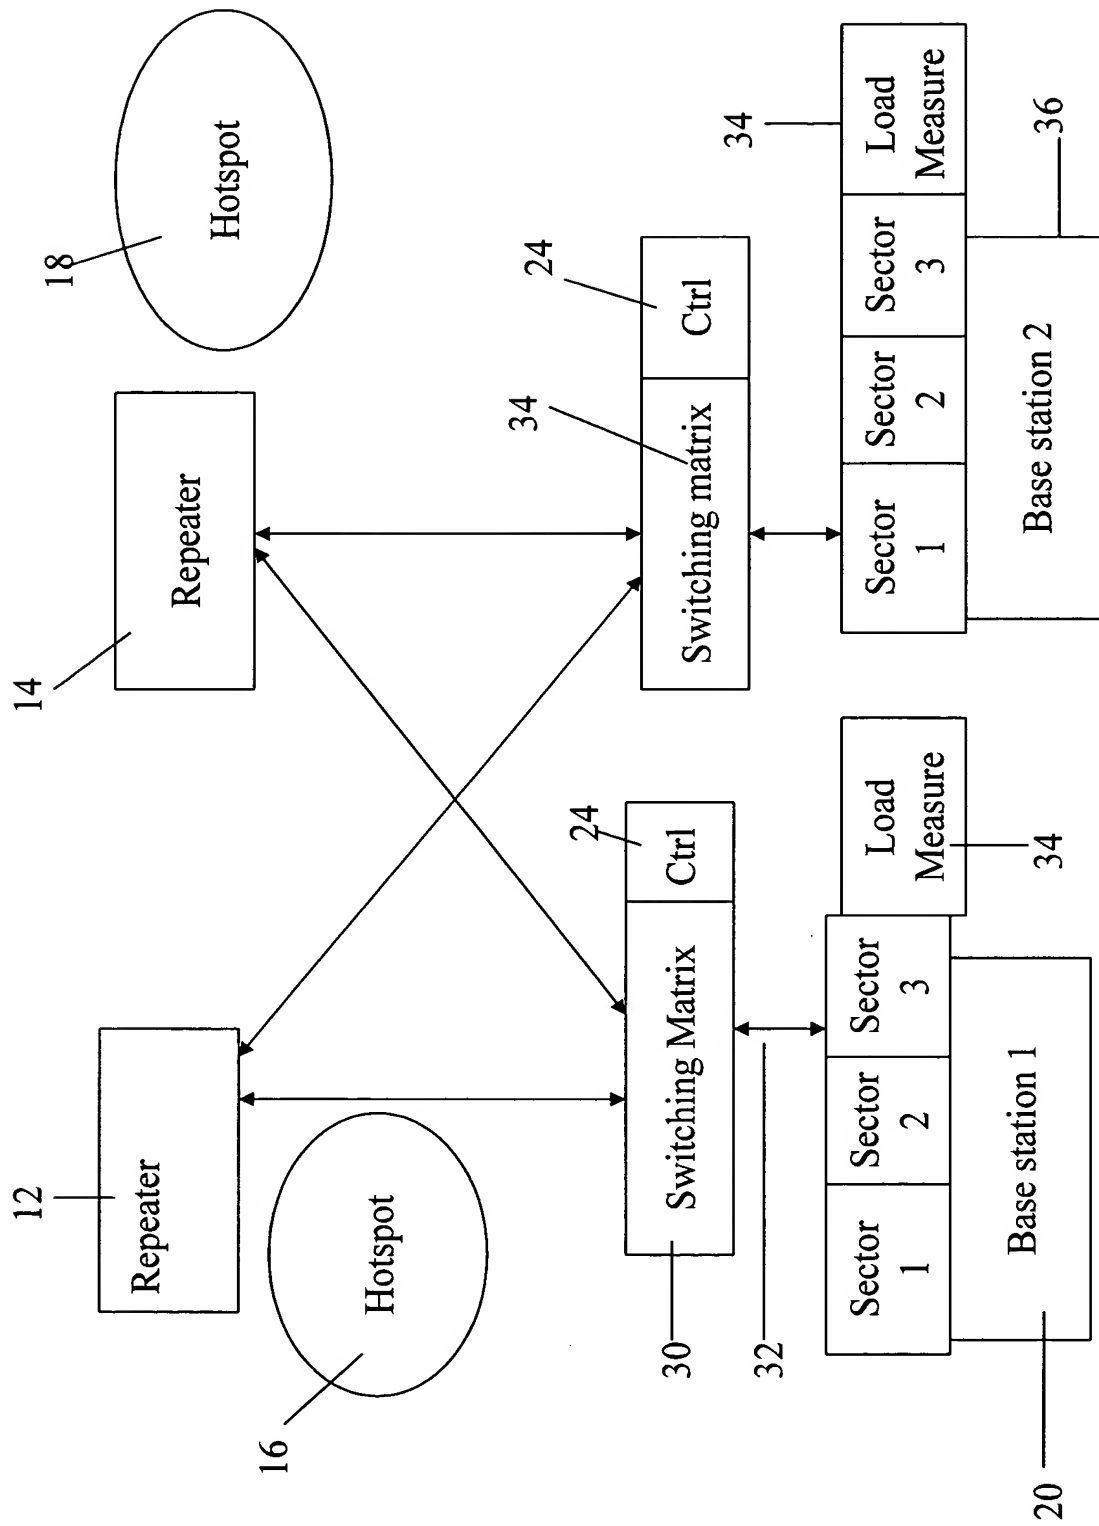 12
Repeater
14
Repeater
18
Hotspot
16
Hotspot
24
Ctrl
34
Switching matrix
24
Ctrl
30
Switching Matrix
32
34
Sector
1
Sector
2
Sector
3
Load
Measure
Base station 1
20
34
Sector
1
Sector
2
Sector
3
Load
Measure
Base station 2
36